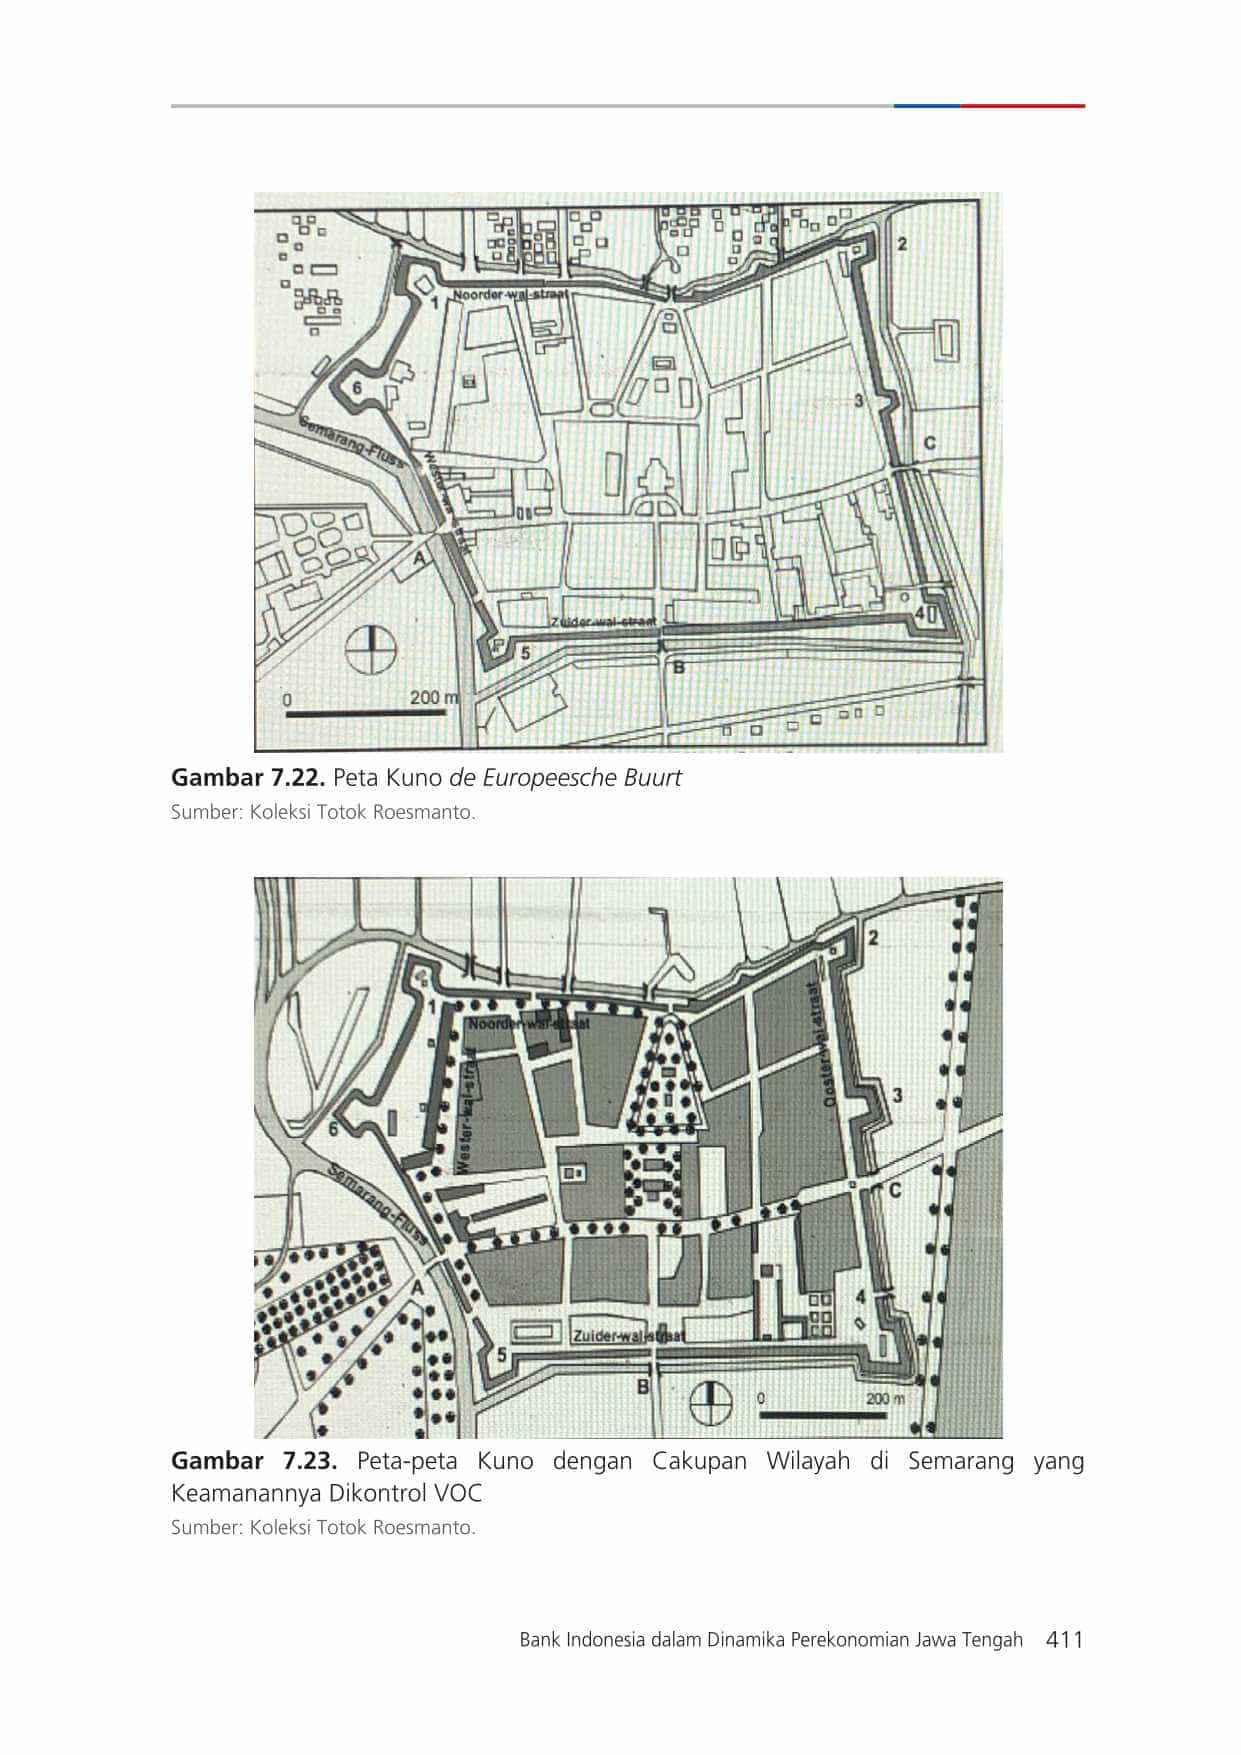 2
1
Noorder-wal-straat
6
3
Semarang-Fluss
C
A
4
Zuider-wal-straat
5
B
0 200 m
Gambar 7.22. Peta Kuno de Europeesche Buurt
Sumber: Koleksi Totok Roesmanto.
2
1
Noorder-wal-straat
Ooster-wal-straat
Wester-wal-straat
3
6
Semarang-Fluss
C
A
4
Zuider-wal-straat
5
B
0 200 m
Gambar 7.23. Peta-peta Kuno dengan Cakupan Wilayah di Semarang yang
Keamanannya Dikontrol VOC
Sumber: Koleksi Totok Roesmanto.
Bank Indonesia dalam Dinamika Perekonomian Jawa Tengah 411